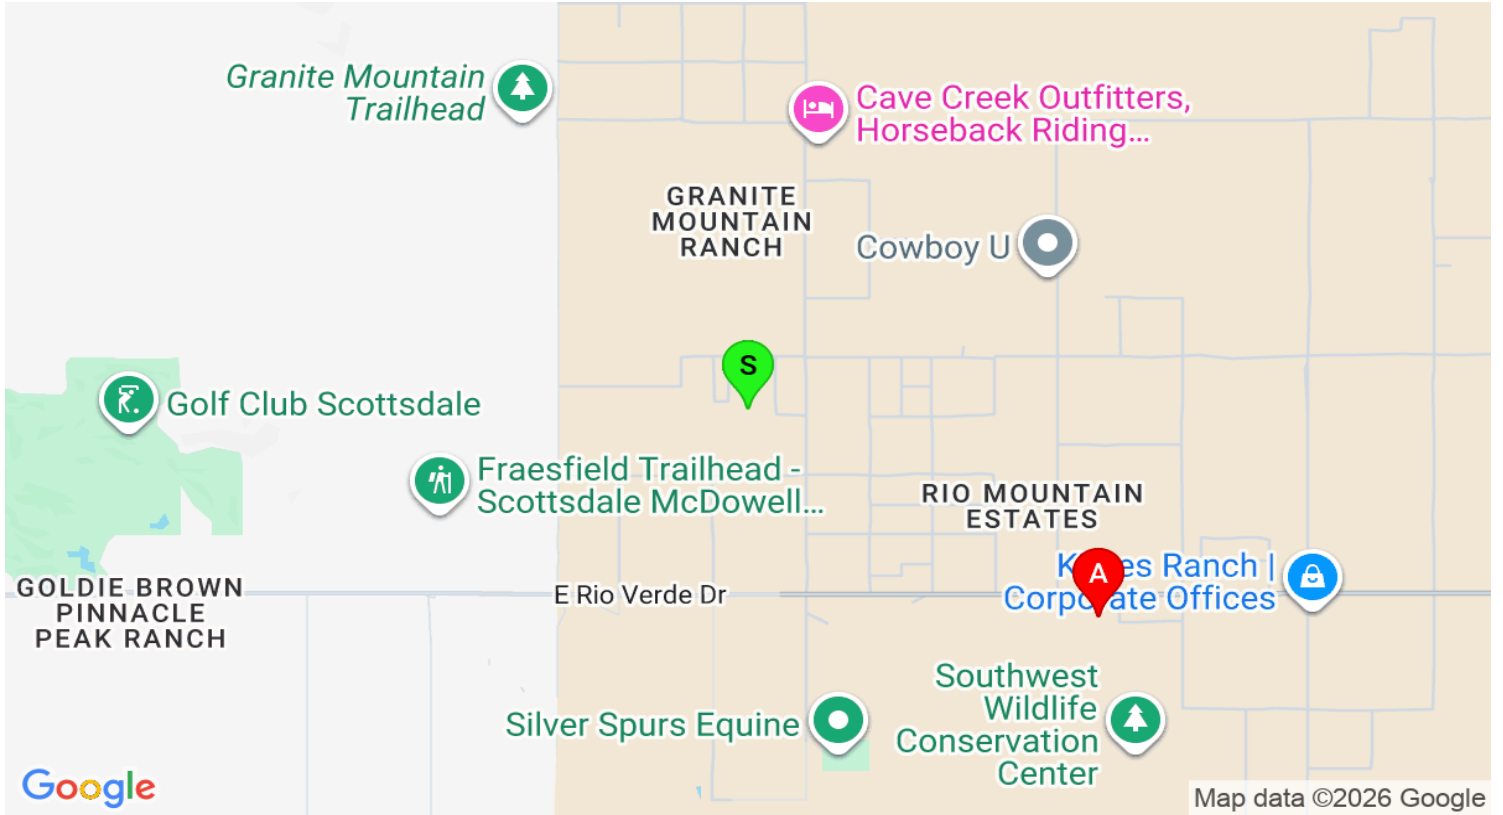 Granite Mountain
Trailhead
Cave Creek Outfitters,
Horseback Riding...
GRANITE
MOUNTAIN
RANCH
Cowboy U
S
Golf Club Scottsdale
Fraesfield Trailhead -
Scottsdale McDowell...
RIO MOUNTAIN
ESTATES
A
Ranch |
Corporate Offices
GOLDIE BROWN
PINNACLE
PEAK RANCH
E Rio Verde Dr
Southwest
Wildlife
Conservation
Center
Silver Spurs Equine
Google
Map data ©2026 Google